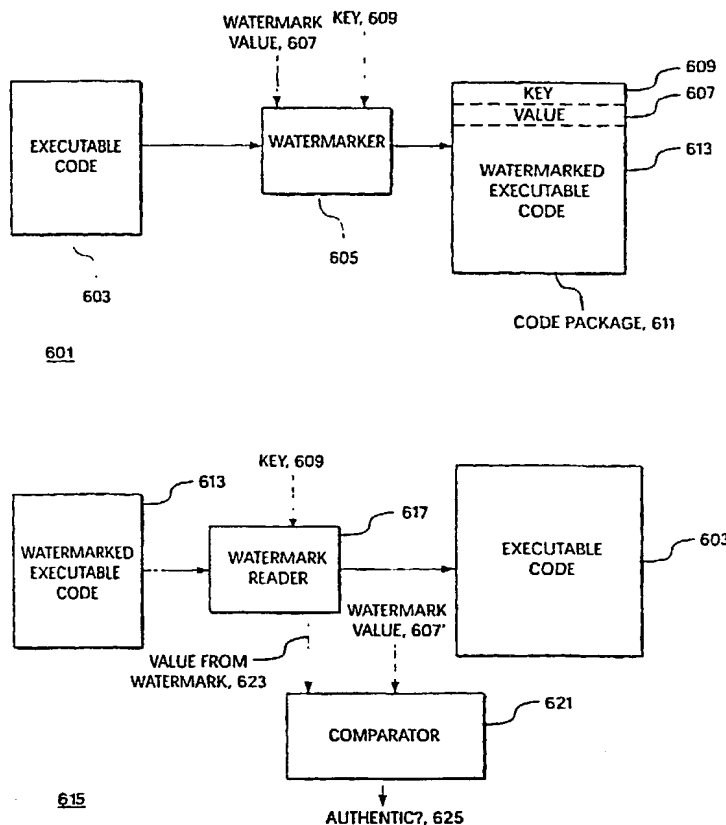 WATERMARK
VALUE, 607
KEY, 609
EXECUTABLE
CODE
603
WATERMARKER
605
KEY
VALUE
WATERMARKED
EXECUTABLE
CODE
609
607
613
CODE PACKAGE, 611
601
KEY, 609
613
WATERMARKED
EXECUTABLE
CODE
617
WATERMARK
READER
EXECUTABLE
CODE
603
WATERMARK
VALUE, 607'
VALUE FROM
WATERMARK, 623
621
COMPARATOR
615
AUTHENTIC?, 625